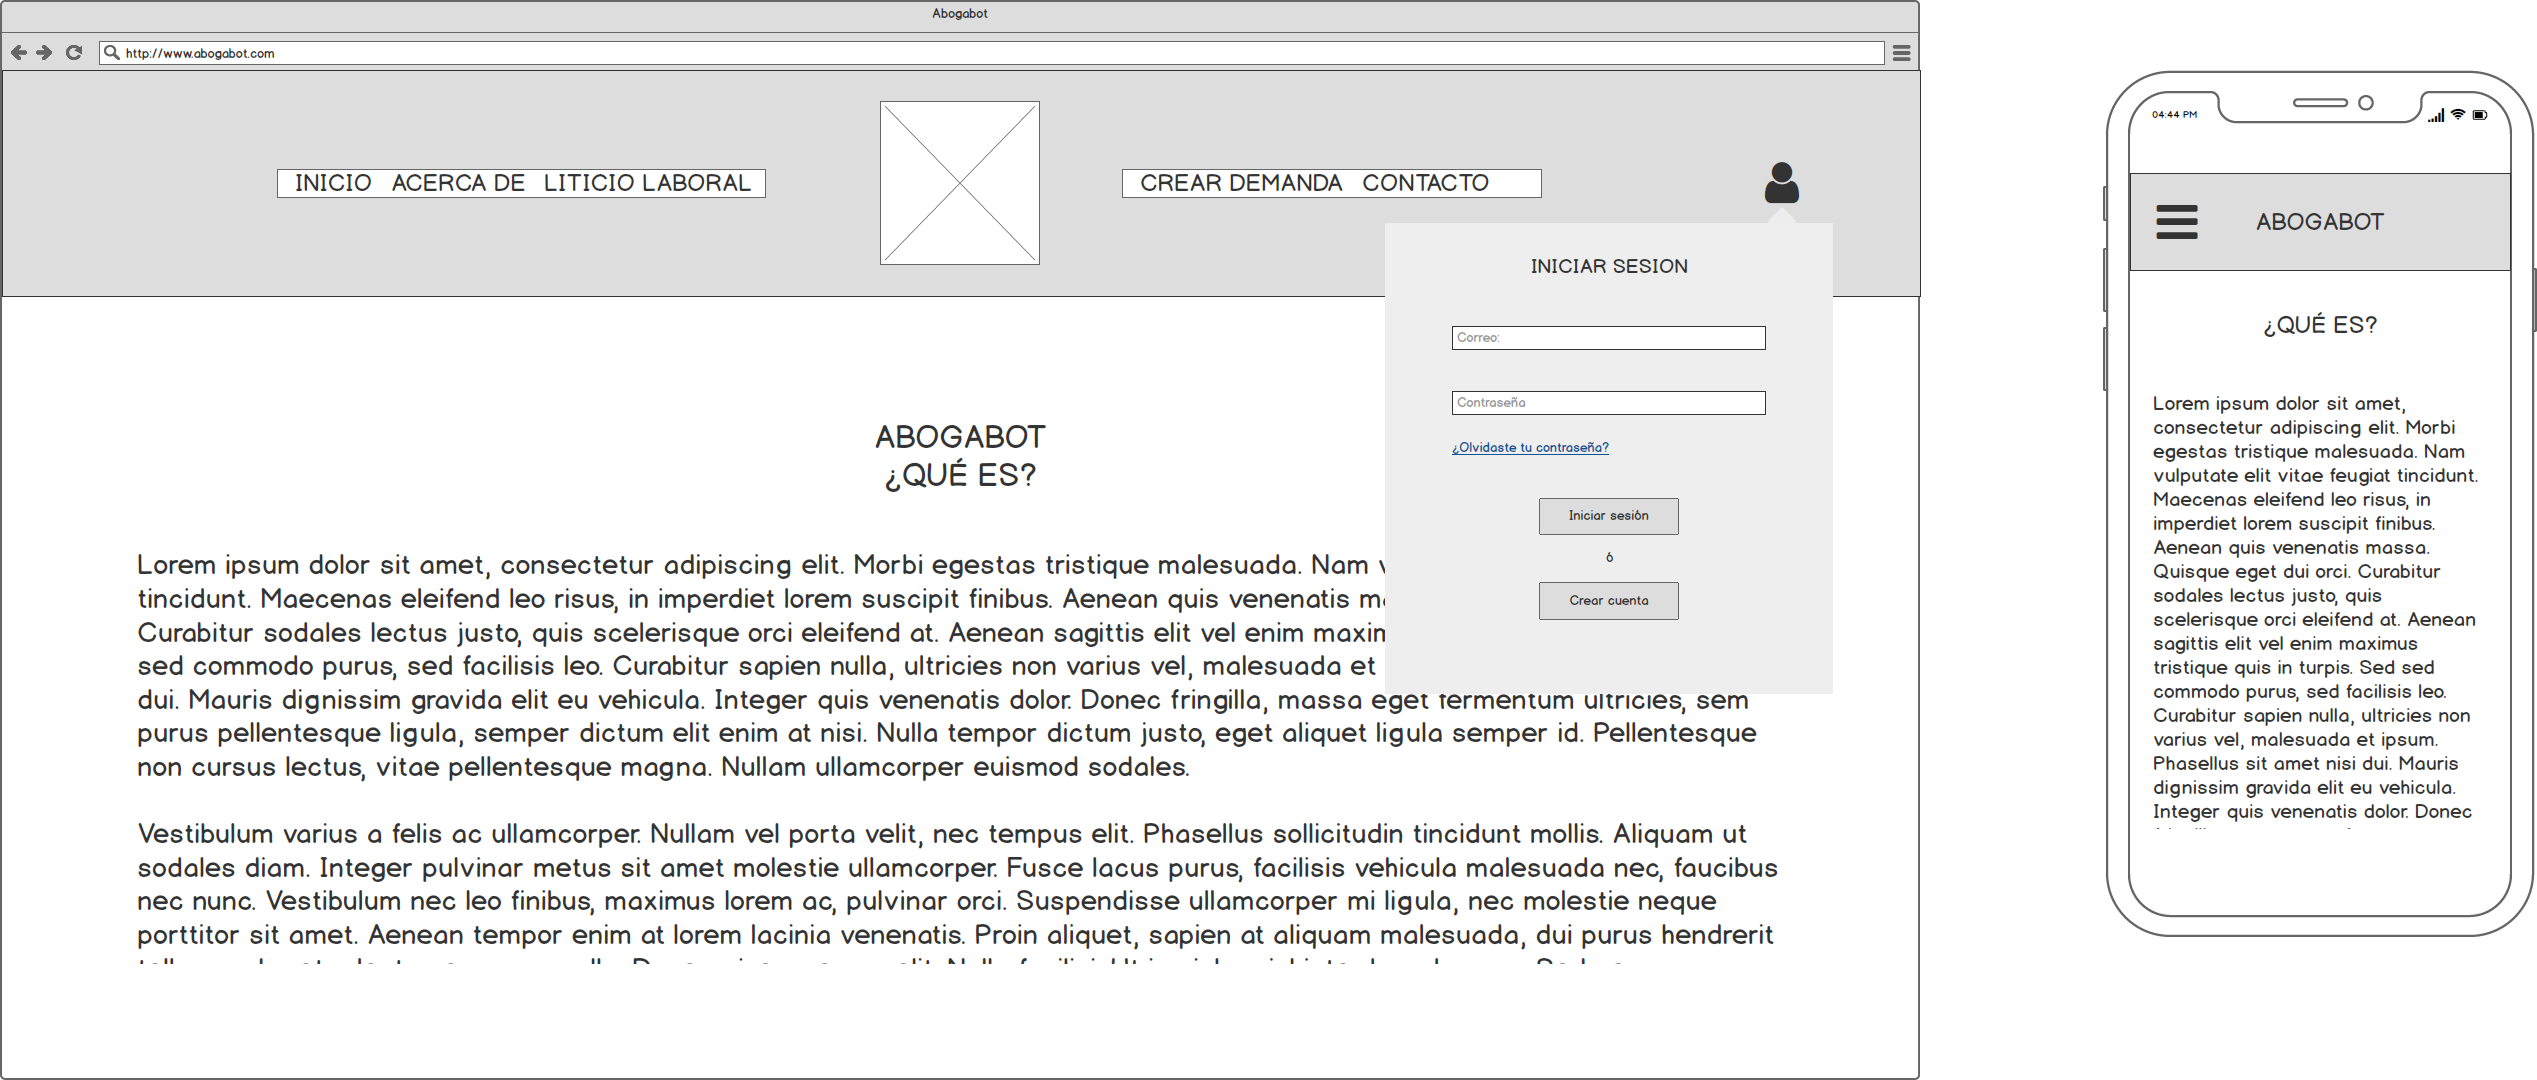 Abogabot
http://www.abogabot.com
INICIO ACERCA DE LITICIO LABORAL
CREAR DEMANDA CONTACTO
INICIAR SESION
Correo:
Contraseña
¿Olvidaste tu contraseña?
Iniciar sesión
ó
Crear cuenta
ABOGABOT
¿QUÉ ES?
Lorem ipsum dolor sit amet, consectetur adipiscing elit. Morbi egestas tristique malesuada. Nam
tincidunt. Maecenas eleifend leo risus, in imperdiet lorem suscipit finibus. Aenean quis venenatis
Curabitur sodales lectus justo, quis scelerisque orci eleifend at. Aenean sagittis elit vel enim
sed commodo purus, sed facilisis leo. Curabitur sapien nulla, ultricies non varius vel, malesuada et
dui. Mauris dignissim gravida elit eu vehicula. Integer quis venenatis dolor. Donec fringilla, massa eget fermentum ultricies, sem
purus pellentesque ligula, semper dictum elit enim at nisi. Nulla tempor dictum justo, eget aliquet ligula semper id. Pellentesque
non cursus lectus, vitae pellentesque magna. Nullam ullamcorper euismod sodales.
Vestibulum varius a felis ac ullamcorper. Nullam vel porta velit, nec tempus elit. Phasellus sollicitudin tincidunt mollis. Aliquam ut
sodales diam. Integer pulvinar metus sit amet molestie ullamcorper. Fusce lacus purus, facilisis vehicula malesuada nec, faucibus
nec nunc. Vestibulum nec leo finibus, maximus lorem ac, pulvinar orci. Suspendisse ullamcorper mi ligula, nec molestie neque
porttitor sit amet. Aenean tempor enim at lorem lacinia venenatis. Proin aliquet, sapien at aliquam malesuada, dui purus hendrerit
04:44 PM
ABOGABOT
¿QUÉ ES?
Lorem ipsum dolor sit amet,
consectetur adipiscing elit. Morbi
egestas tristique malesuada. Nam
vulputate elit vitae feugiat tincidunt.
Maecenas eleifend leo risus, in
imperdiet lorem suscipit finibus.
Aenean quis venenatis massa.
Quisque eget dui orci. Curabitur
sodales lectus justo, quis
scelerisque orci eleifend at. Aenean
sagittis elit vel enim maximus
tristique quis in turpis. Sed sed
commodo purus, sed facilisis leo.
Curabitur sapien nulla, ultricies non
varius vel, malesuada et ipsum.
Phasellus sit amet nisi dui. Mauris
dignissim gravida elit eu vehicula.
Integer quis venenatis dolor. Donec